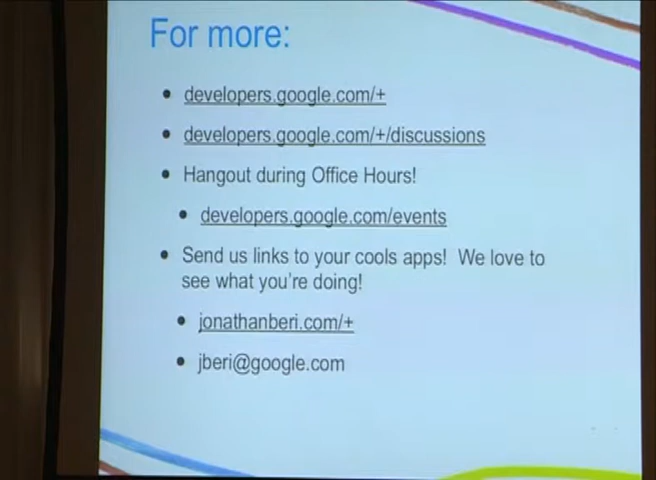 For more:
• developers.google.com/+
• developers.google.com/+/discussions
• Hangout during Office Hours!
• developers.google.com/events
• Send us links to your cools apps! We love to
see what you're doing!
• jonathanberi.com/+
• jberi@google.com